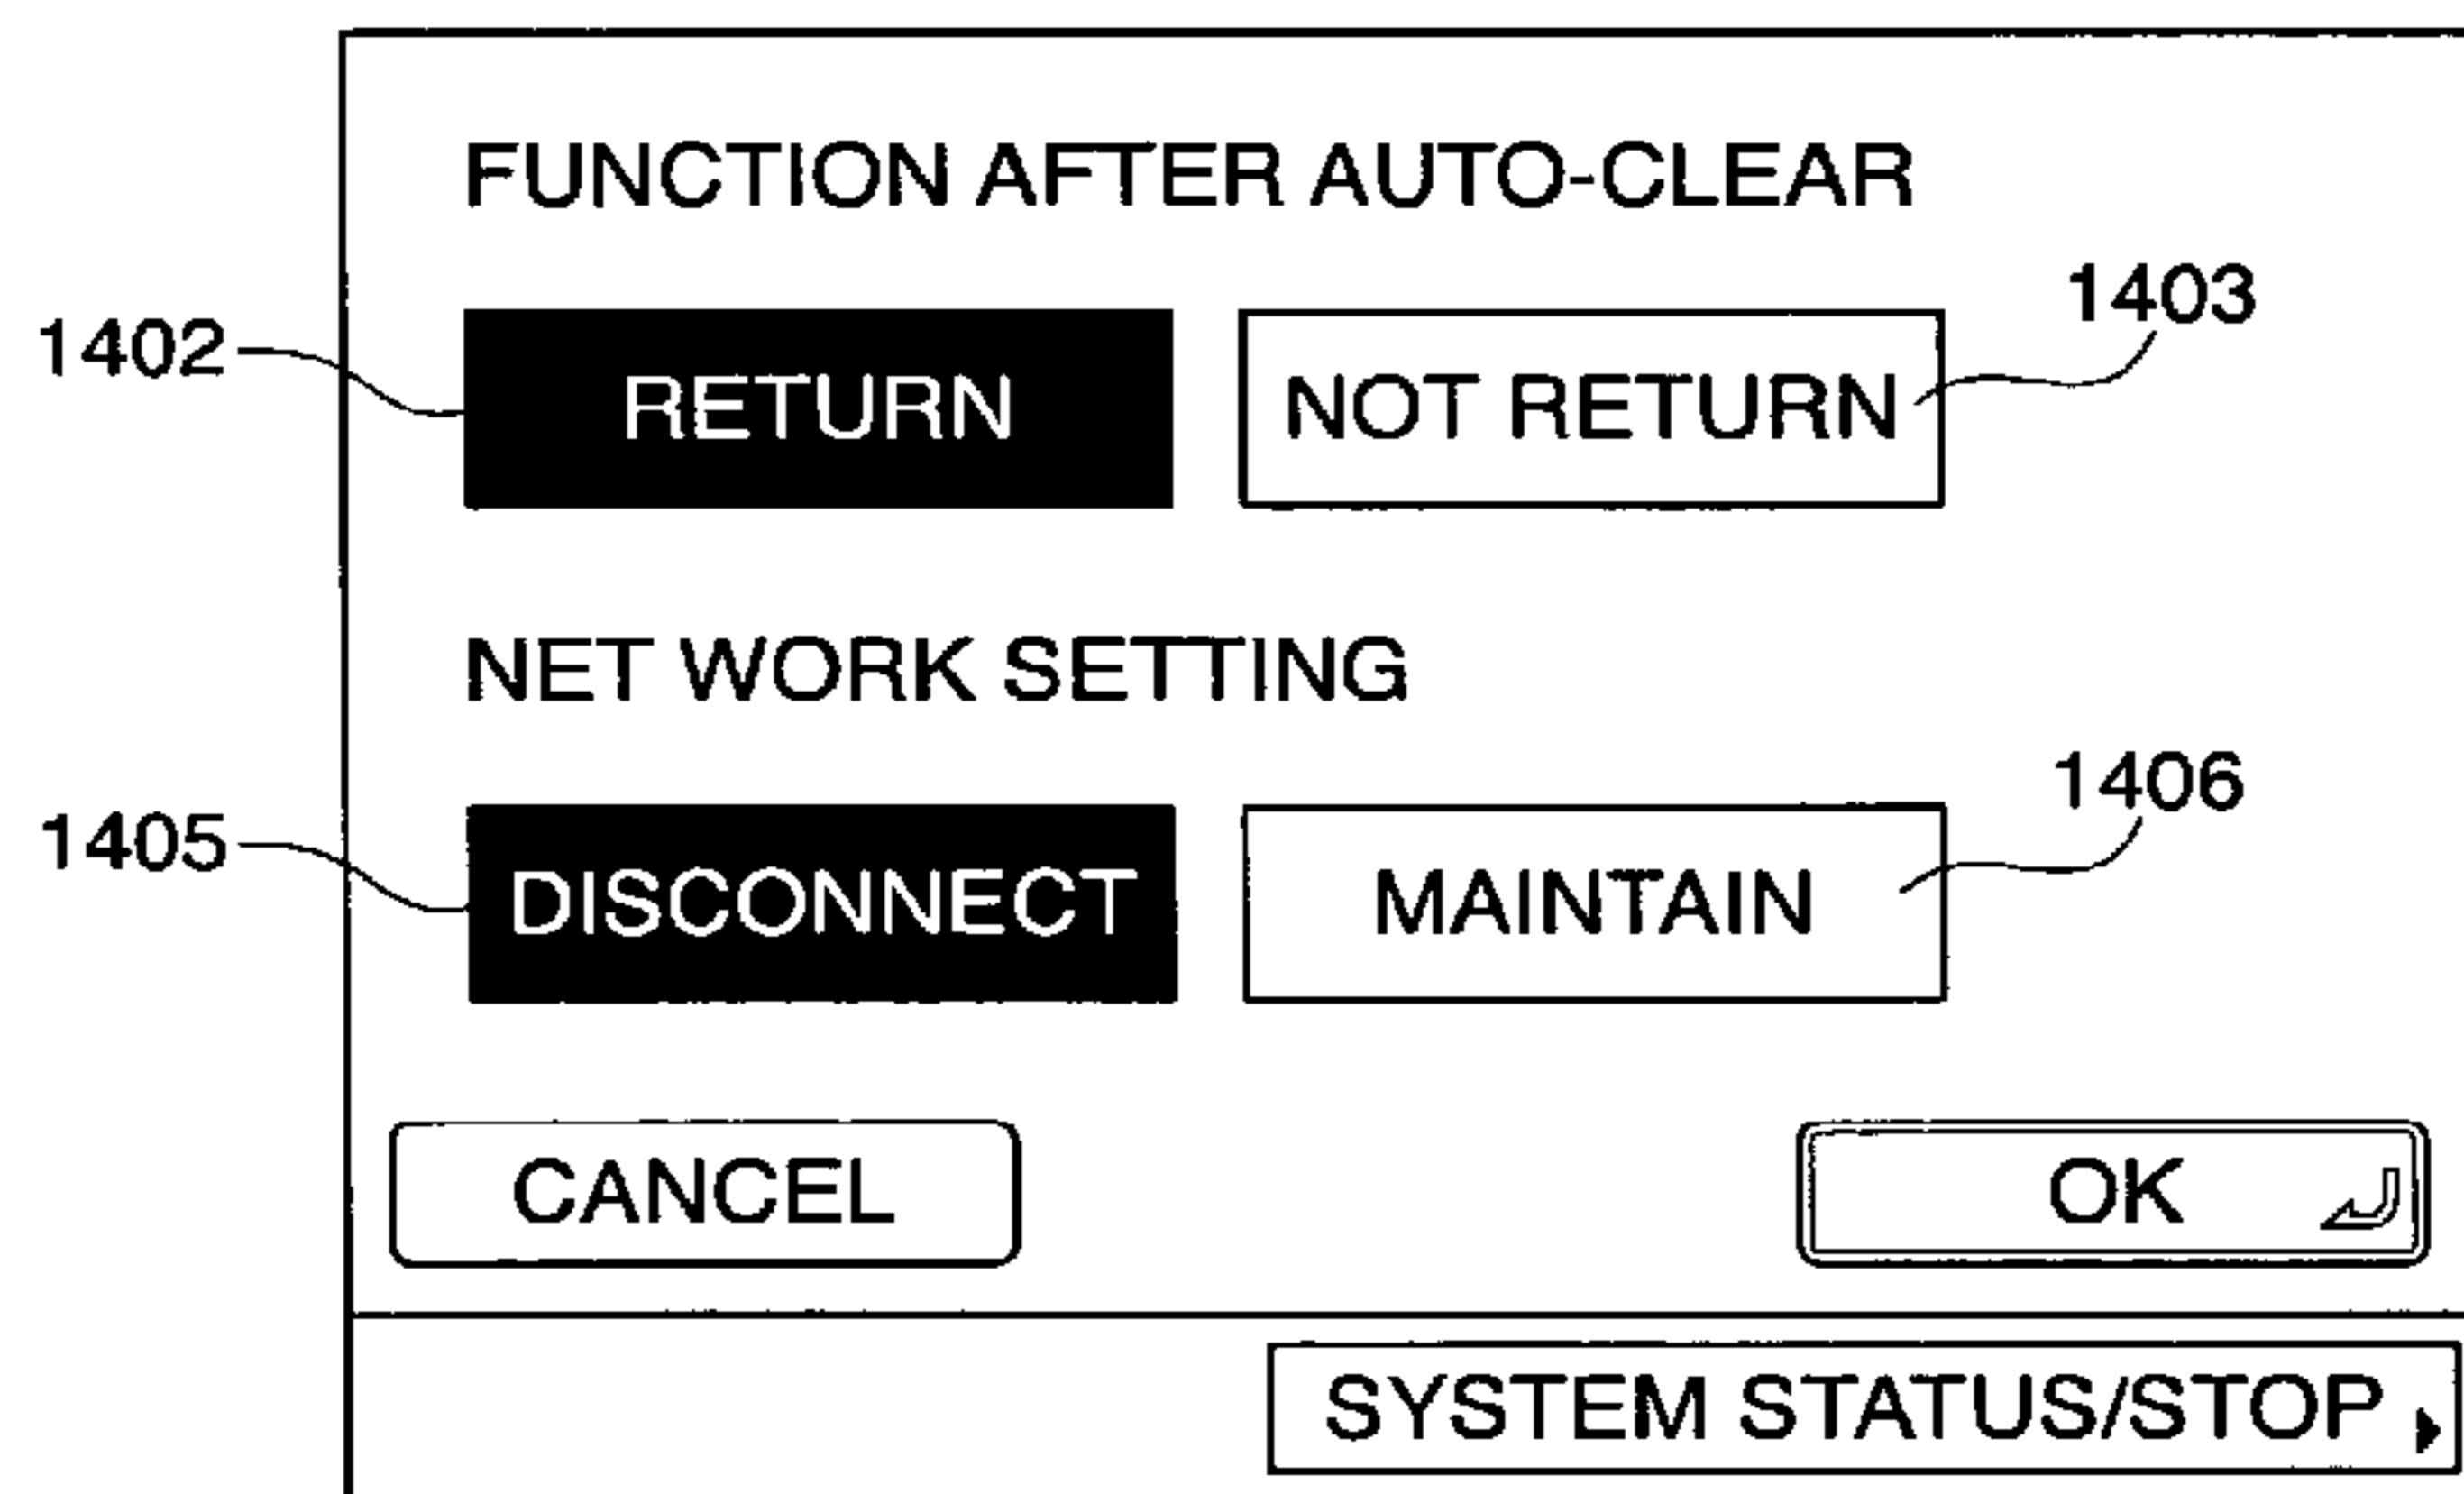 FUNCTION AFTER AUTO-CLEAR
1403
1402
RETURN
NOT RETURN
NET WORK SETTING
1406
1405
DISCONNECT
MAINTAIN
CANCEL
OK
SYSTEM STATUS/STOP